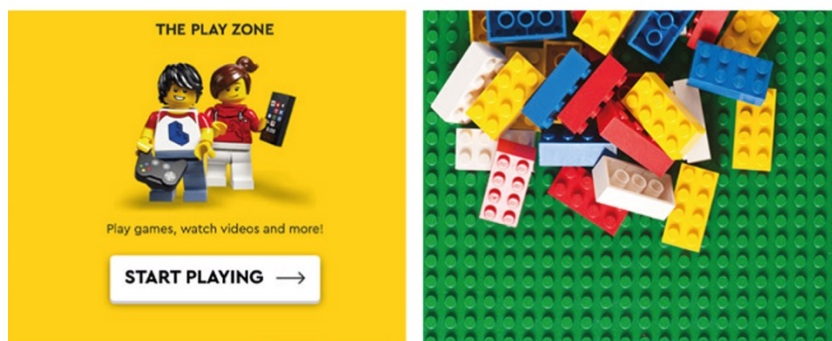 THE PLAY ZONE
Play games, watch videos and more!
START PLAYING